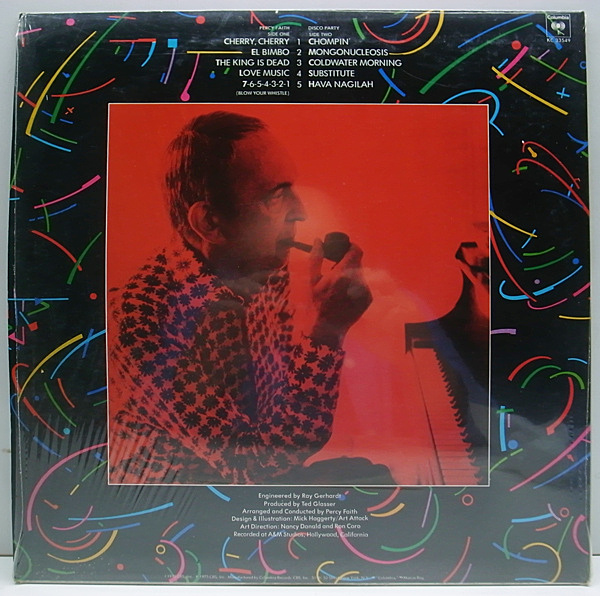 PERCY FAITH DISCO PARTY
SIDE ONE SIDE TWO
CHERRY, CHERRY 1 CHOMPIN'
EL BIMBO 2 MONGONUCLEOSIS
THE KING IS DEAD 3 COLDWATER MORNING
LOVE MUSIC 4 SUBSTITUTE
7-6-5-4-3-2-1 5 HAVA NAGILAH
(BLOW YOUR WHISTLE)
Columbia
KC 33549
Engineered by Ray Gerhardt
Produced by Ted Glasser
Arranged and Conducted by Percy Faith
Design & Illustration: Mick Haggerty/Art Attack
Art Direction: Nancy Donald and Ron Coro
Recorded at A&M Studios, Hollywood, California